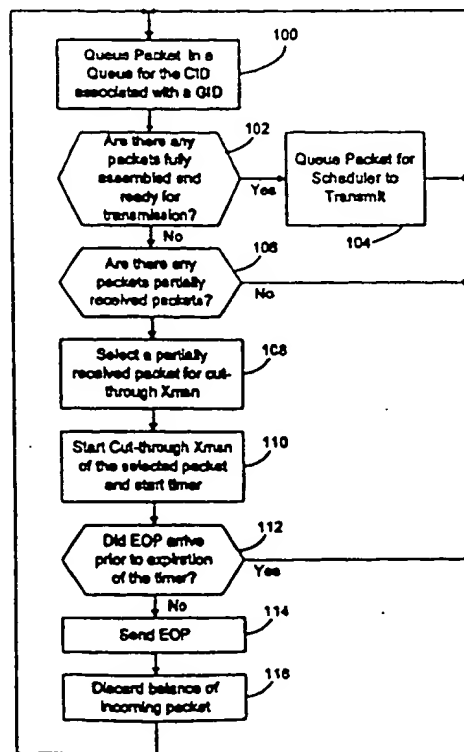 Queue Packet In a
Queue for the CID
associated with a GID
100
Are there any
packets fully
assembled and
ready for
transmission?
102
Yes
Queue Packet for
Scheduler to
Transmit
104
No
Are there any
packets partially
received packets?
106
No
Select a partially
received packet for cut-
through Xman
108
Start Cut-through Xman
of the selected packet
and start timer
110
Did EOP arrive
prior to expiration
of the timer?
112
Yes
No
Send EOP
114
Discard balance of
incoming packet
116